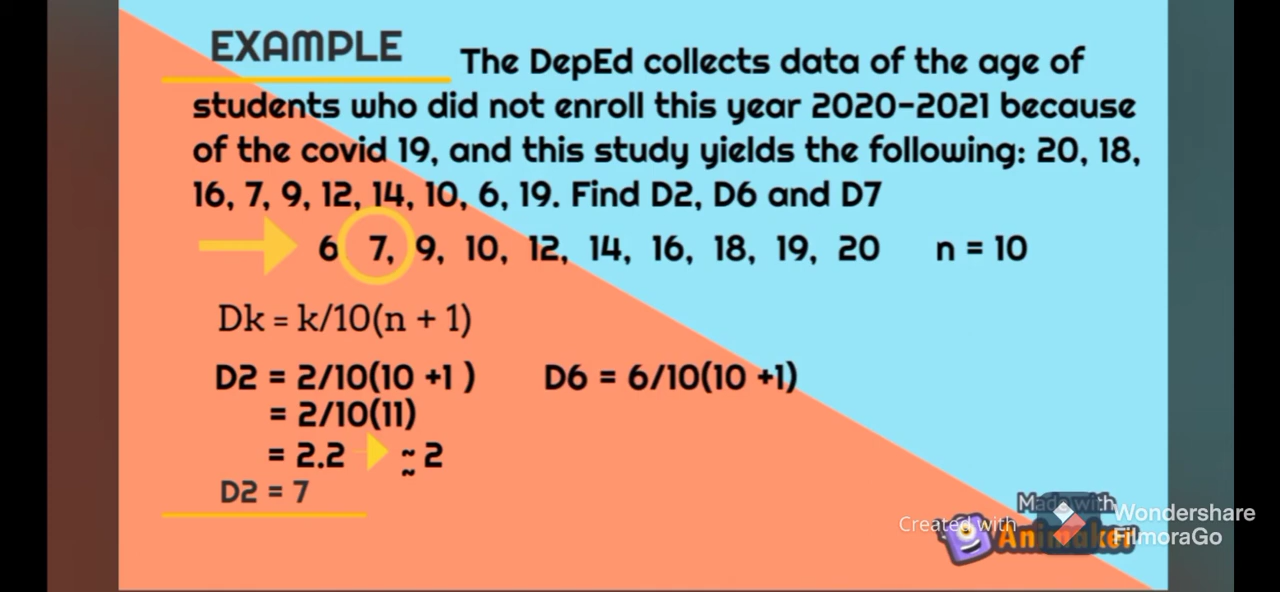 EXAMPLE
The DepEd collects data of the age of
students who did not enroll this year 2020-2021 because
of the covid 19, and this study yields the following: 20, 18,
16, 7, 9, 12, 14, 10, 6, 19. Find D2, D6 and D7
6 7, 9, 10, 12, 14, 16, 18, 19, 20 n = 10
Dk = k/10(n + 1)
D2 = 2/10(10 +1 ) D6 = 6/10(10 +1)
= 2/10(11)
= 2.2 ≈ 2
D2 = 7
Made with
Wondershare
FilmoraGo
Created with
Animaker